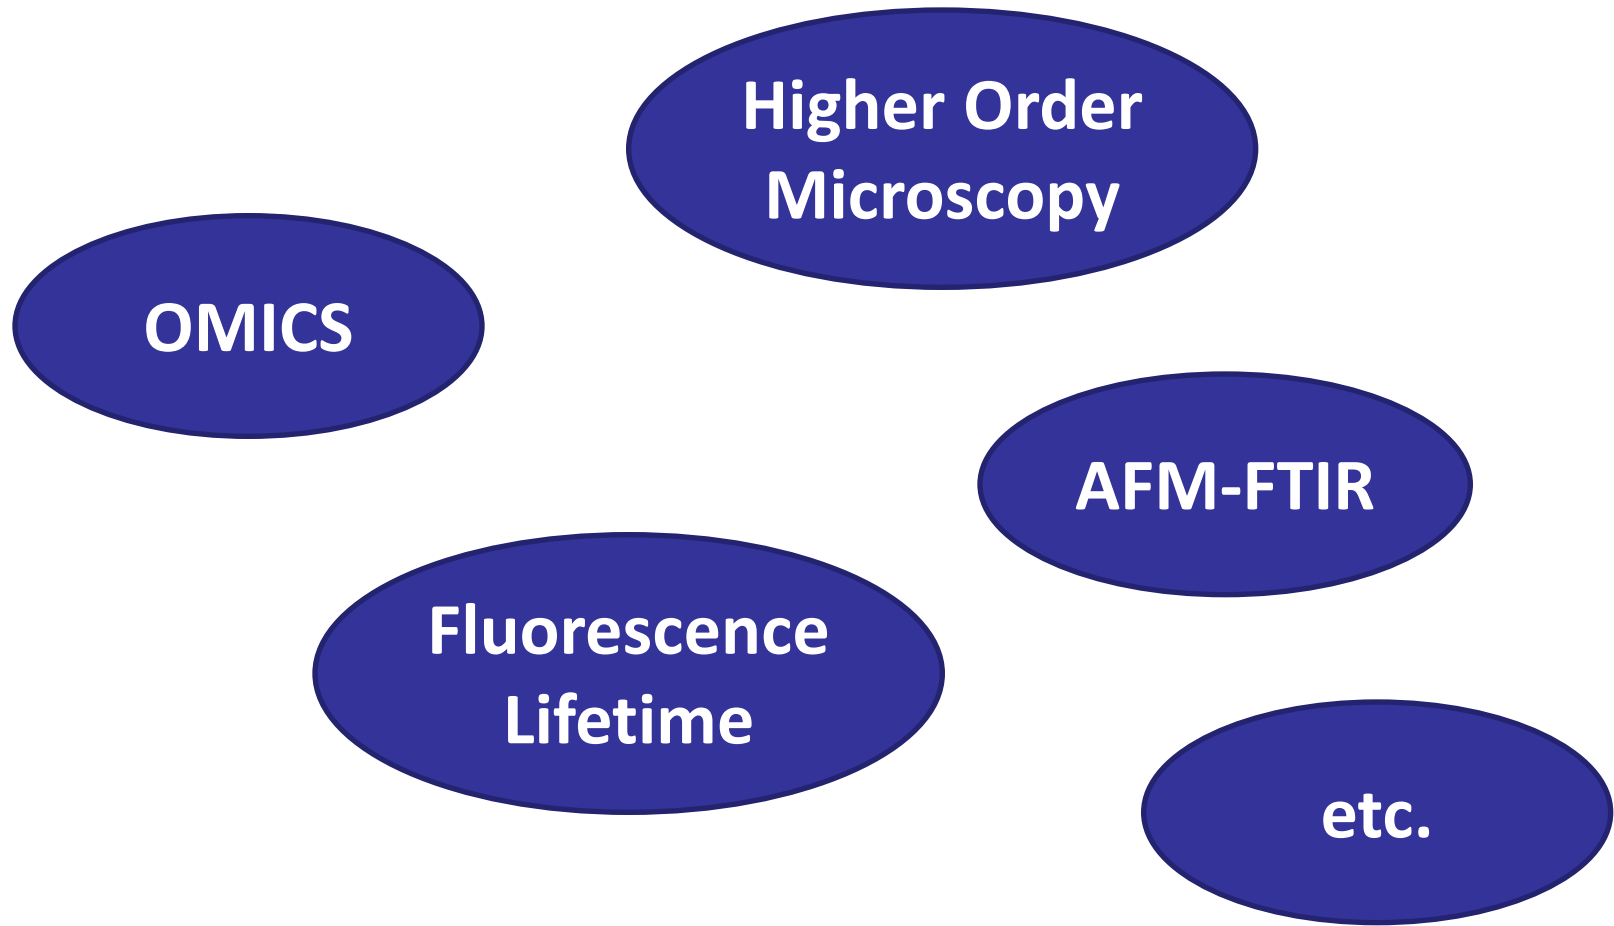 Higher Order
Microscopy
OMICS
AFM-FTIR
Fluorescence
Lifetime
etc.